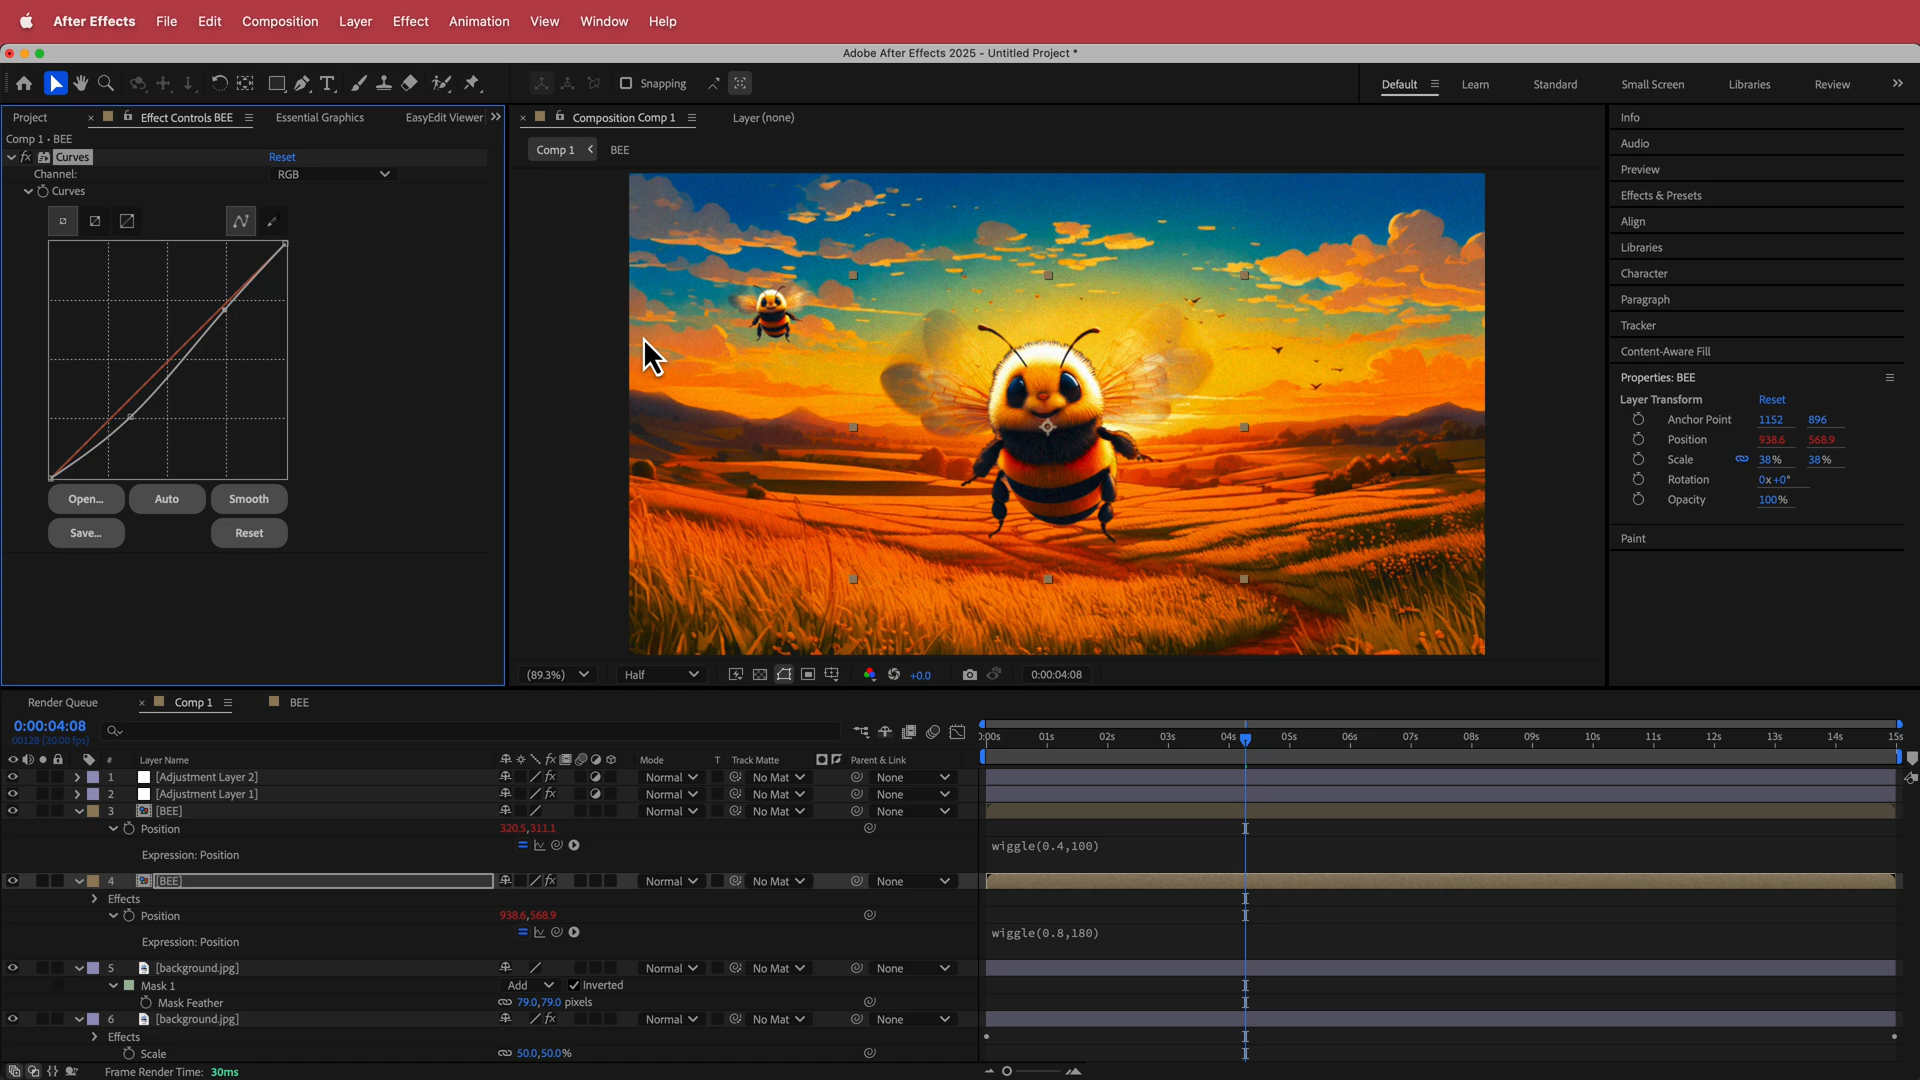 After Effects File Edit Composition Layer Effect Animation View Window Help
Adobe After Effects 2025 - Untitled Project *
Snapping
Default Learn Standard Small Screen Libraries Review
Project Effect Controls BEE Essential Graphics EasyEdit Viewer
Comp 1 • BEE
fx Curves Reset
Channel: RGB
Curves
Open... Auto Smooth
Save... Reset
Composition Comp 1 Layer (none)
Comp 1 BEE
(89.3%) Half +0.0 0:00:04:08
Info
Audio
Preview
Effects & Presets
Align
Libraries
Character
Paragraph
Tracker
Content-Aware Fill
Properties: BEE
Layer Transform Reset
Anchor Point 1152 896
Position 938.6 568.9
Scale 38% 38%
Rotation 0x+0°
Opacity 100%
Paint
Render Queue Comp 1 BEE
0:00:04:08
00128 (30.00 fps)
:00s 01s 02s 03s 04s 05s 06s 07s 08s 09s 10s 11s 12s 13s 14s 15s
# Layer Name fx Mode T Track Matte Parent & Link
1 [Adjustment Layer 2] fx Normal No Mat None
2 [Adjustment Layer 1] fx Normal No Mat None
3 [BEE] Normal No Mat None
Position 320.5,311.1
Expression: Position wiggle(0.4,100)
4 [BEE] fx Normal No Mat None
Effects
Position 938.6,568.9
Expression: Position wiggle(0.8,180)
5 [background.jpg] Normal No Mat None
Mask 1 Add Inverted
Mask Feather 79.0,79.0 pixels
6 [background.jpg] fx Normal No Mat None
Effects
Scale 50.0,50.0%
Frame Render Time: 30ms